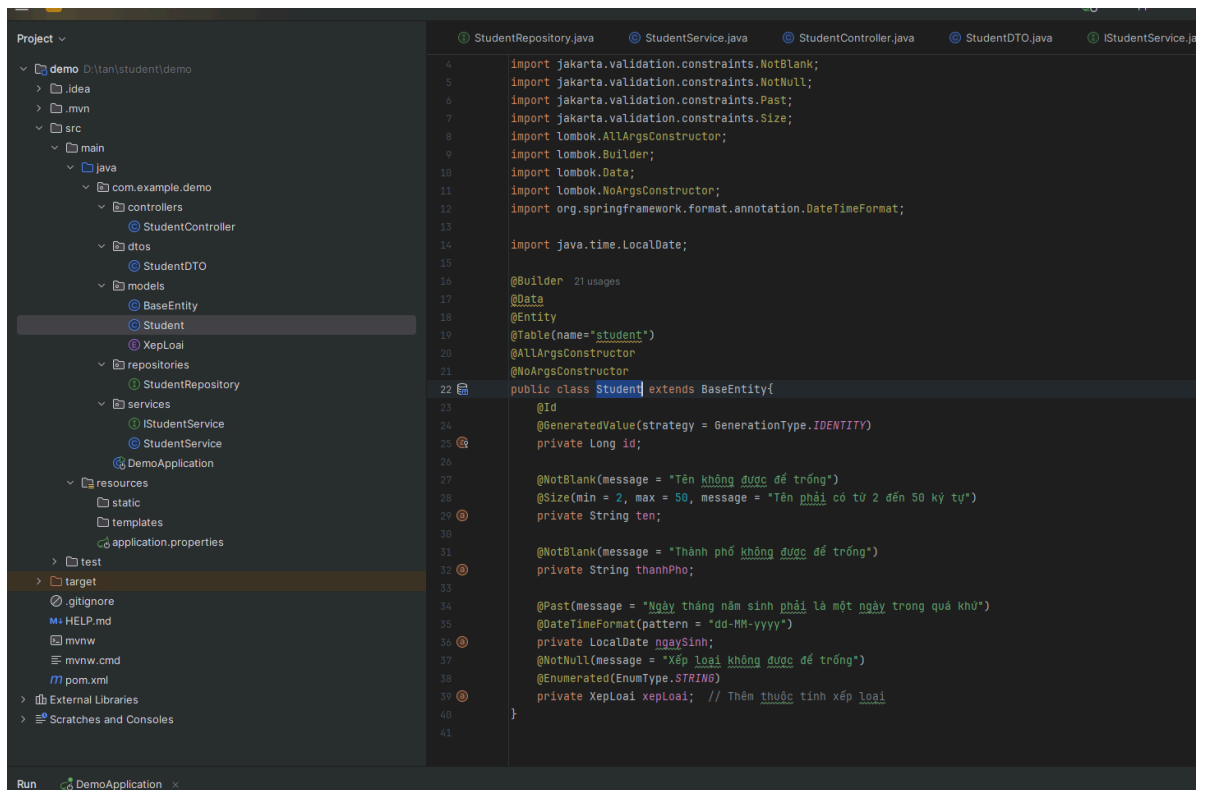 Project
demo D:\tan\student\demo
.idea
.mvn
src
main
java
com.example.demo
controllers
StudentController
dtos
StudentDTO
models
BaseEntity
Student
XepLoai
repositories
StudentRepository
services
IStudentService
StudentService
DemoApplication
resources
static
templates
application.properties
test
target
.gitignore
HELP.md
mvnw
mvnw.cmd
pom.xml
External Libraries
Scratches and Consoles
StudentRepository.java StudentService.java StudentController.java StudentDTO.java IStudentService.ja
4 import jakarta.validation.constraints.NotBlank;
5 import jakarta.validation.constraints.NotNull;
6 import jakarta.validation.constraints.Past;
7 import jakarta.validation.constraints.Size;
8 import lombok.AllArgsConstructor;
9 import lombok.Builder;
10 import lombok.Data;
11 import lombok.NoArgsConstructor;
12 import org.springframework.format.annotation.DateTimeFormat;
13
14 import java.time.LocalDate;
15
16 @Builder 21 usages
17 @Data
18 @Entity
19 @Table(name="student")
20 @AllArgsConstructor
21 @NoArgsConstructor
22 public class Student extends BaseEntity{
23 @Id
24 @GeneratedValue(strategy = GenerationType.IDENTITY)
25 private Long id;
26
27 @NotBlank(message = "Tên không được để trống")
28 @Size(min = 2, max = 50, message = "Tên phải có từ 2 đến 50 ký tự")
29 private String ten;
30
31 @NotBlank(message = "Thành phố không được để trống")
32 private String thanhPho;
33
34 @Past(message = "Ngày tháng năm sinh phải là một ngày trong quá khứ")
35 @DateTimeFormat(pattern = "dd-MM-yyyy")
36 private LocalDate ngaySinh;
37 @NotNull(message = "Xếp loại không được để trống")
38 @Enumerated(EnumType.STRING)
39 private XepLoai xepLoai; // Thêm thuộc tính xếp loại
40 }
41
Run DemoApplication